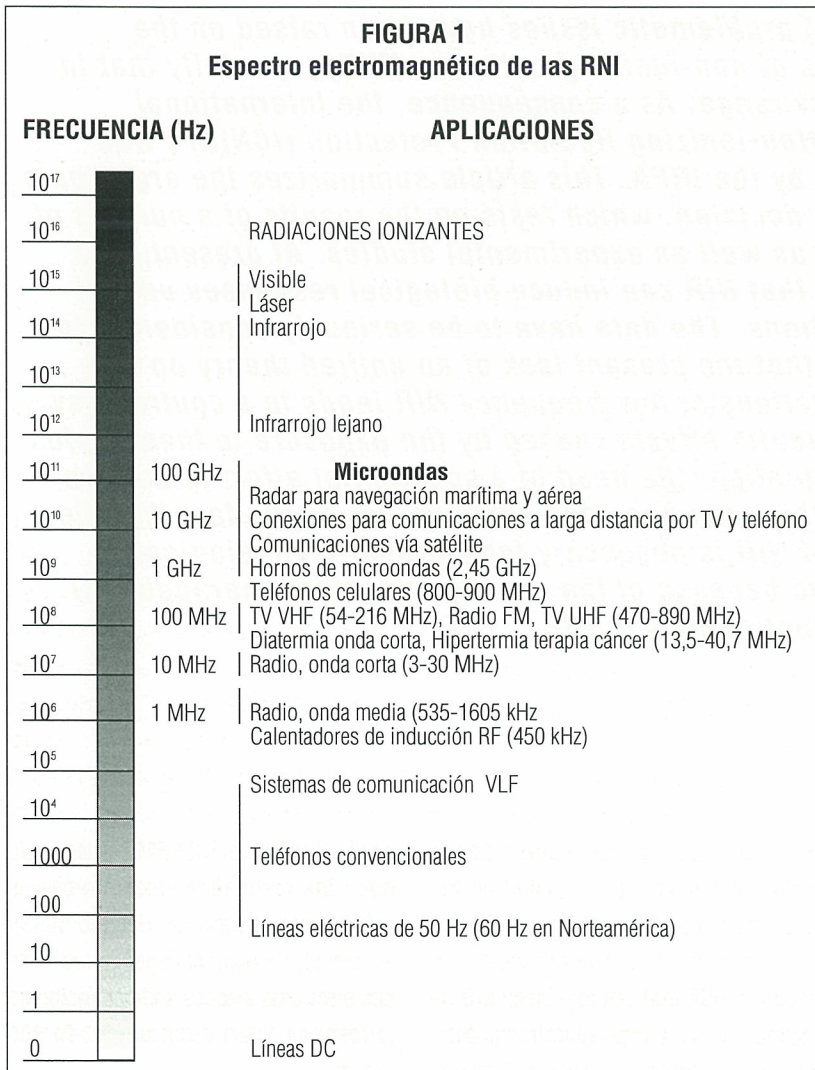 FIGURA 1
Espectro electromagnético de las RNI
FRECUENCIA (Hz) APLICACIONES
10¹⁷
10¹⁶ RADIACIONES IONIZANTES
10¹⁵ Visible
Láser
10¹⁴ Infrarrojo
10¹³
10¹² Infrarrojo lejano
10¹¹ 100 GHz Microondas
Radar para navegación marítima y aérea
10¹⁰ 10 GHz Conexiones para comunicaciones a larga distancia por TV y teléfono
Comunicaciones vía satélite
10⁹ 1 GHz Hornos de microondas (2,45 GHz)
Teléfonos celulares (800-900 MHz)
10⁸ 100 MHz TV VHF (54-216 MHz), Radio FM, TV UHF (470-890 MHz)
Diatermia onda corta, Hipertermia terapia cáncer (13,5-40,7 MHz)
10⁷ 10 MHz Radio, onda corta (3-30 MHz)
10⁶ 1 MHz Radio, onda media (535-1605 kHz
Calentadores de inducción RF (450 kHz)
10⁵
Sistemas de comunicación VLF
10⁴
1000 Teléfonos convencionales
100
Líneas eléctricas de 50 Hz (60 Hz en Norteamérica)
10
1
0 Líneas DC